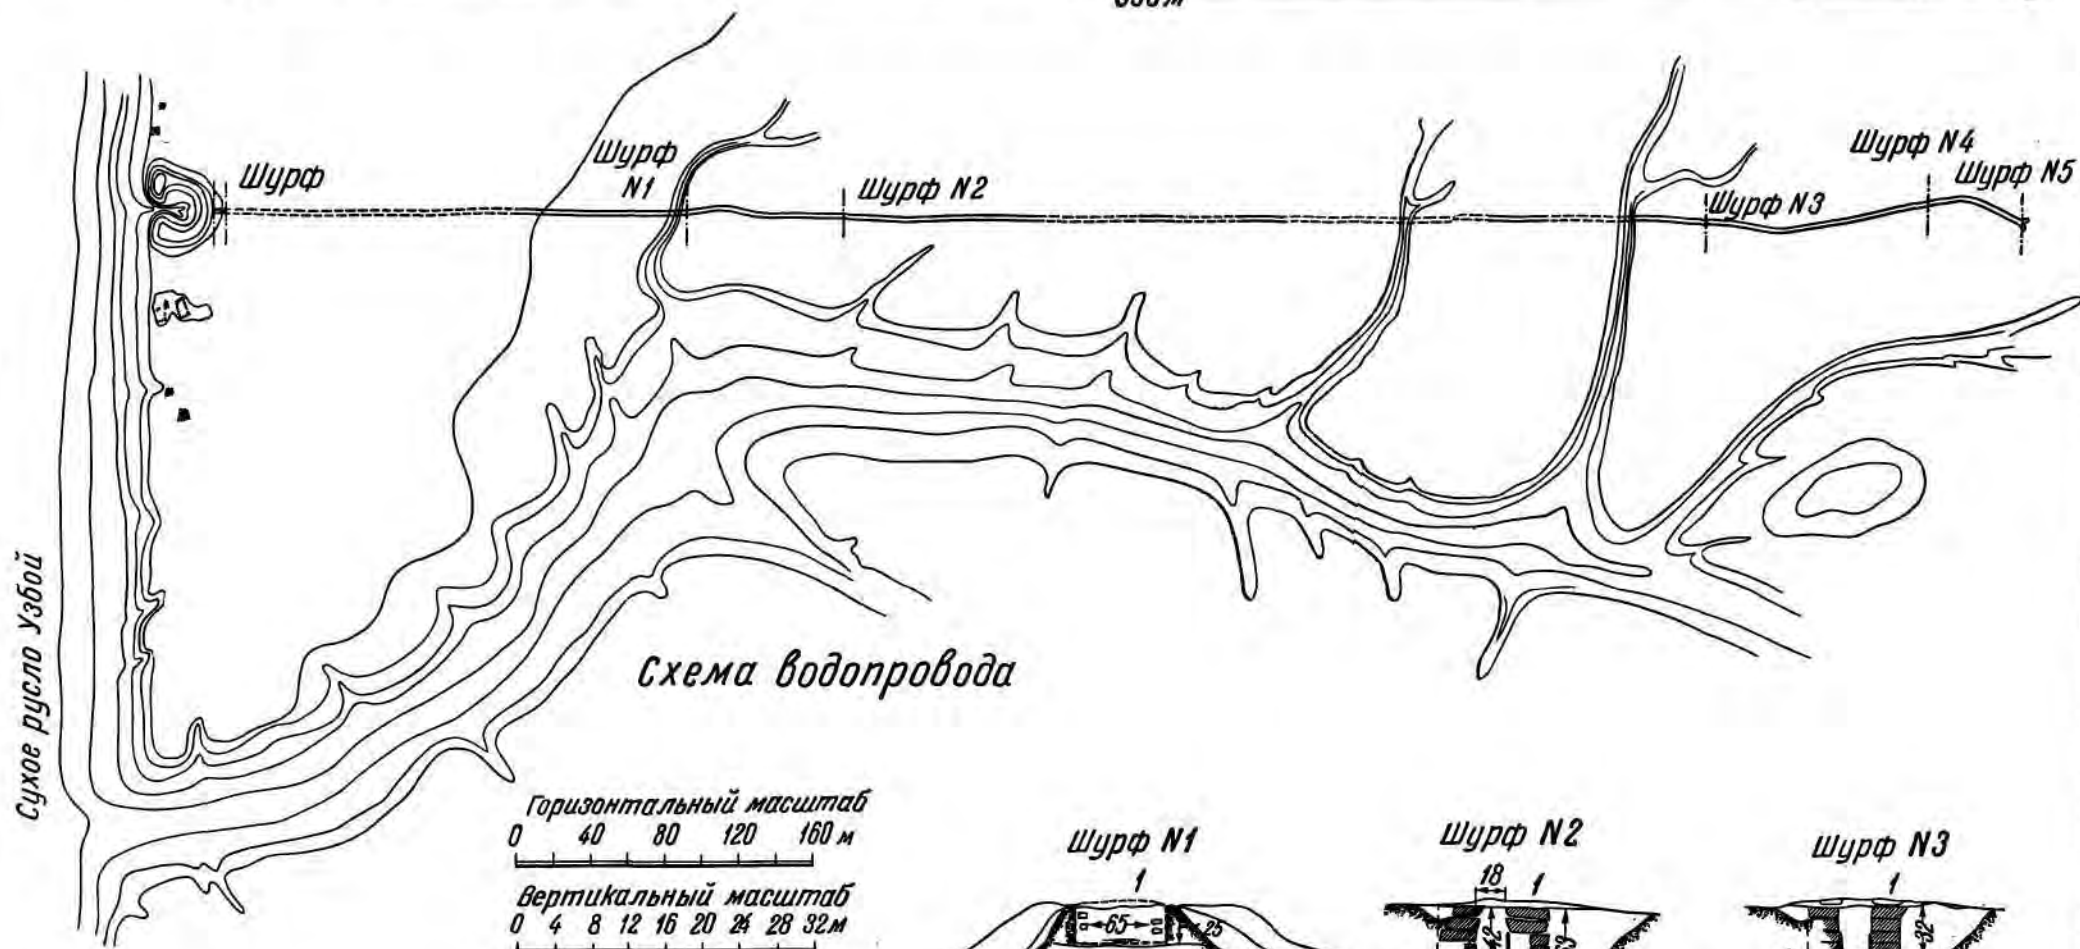 Шурф
Шурф
N1
Шурф N2
Шурф N3
Шурф N4
Шурф N5
Сухое русло Узбой
Схема водопровода
Горизонтальный масштаб
0 40 80 120 160 м
Вертикальный масштаб
0 4 8 12 16 20 24 28 32м
Шурф N1
1
65
25
Шурф N2
18 1
42
Шурф N3
1